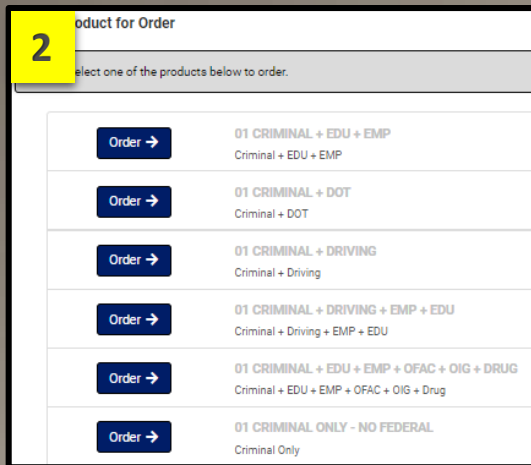 2
oduct for Order
elect one of the products below to order.
Order →
01 CRIMINAL + EDU + EMP
Criminal + EDU + EMP
Order →
01 CRIMINAL + DOT
Criminal + DOT
Order →
01 CRIMINAL + DRIVING
Criminal + Driving
Order →
01 CRIMINAL + DRIVING + EMP + EDU
Criminal + Driving + EMP + EDU
Order →
01 CRIMINAL + EDU + EMP + OFAC + OIG + DRUG
Criminal + EDU + EMP + OFAC + OIG + Drug
Order →
01 CRIMINAL ONLY - NO FEDERAL
Criminal Only